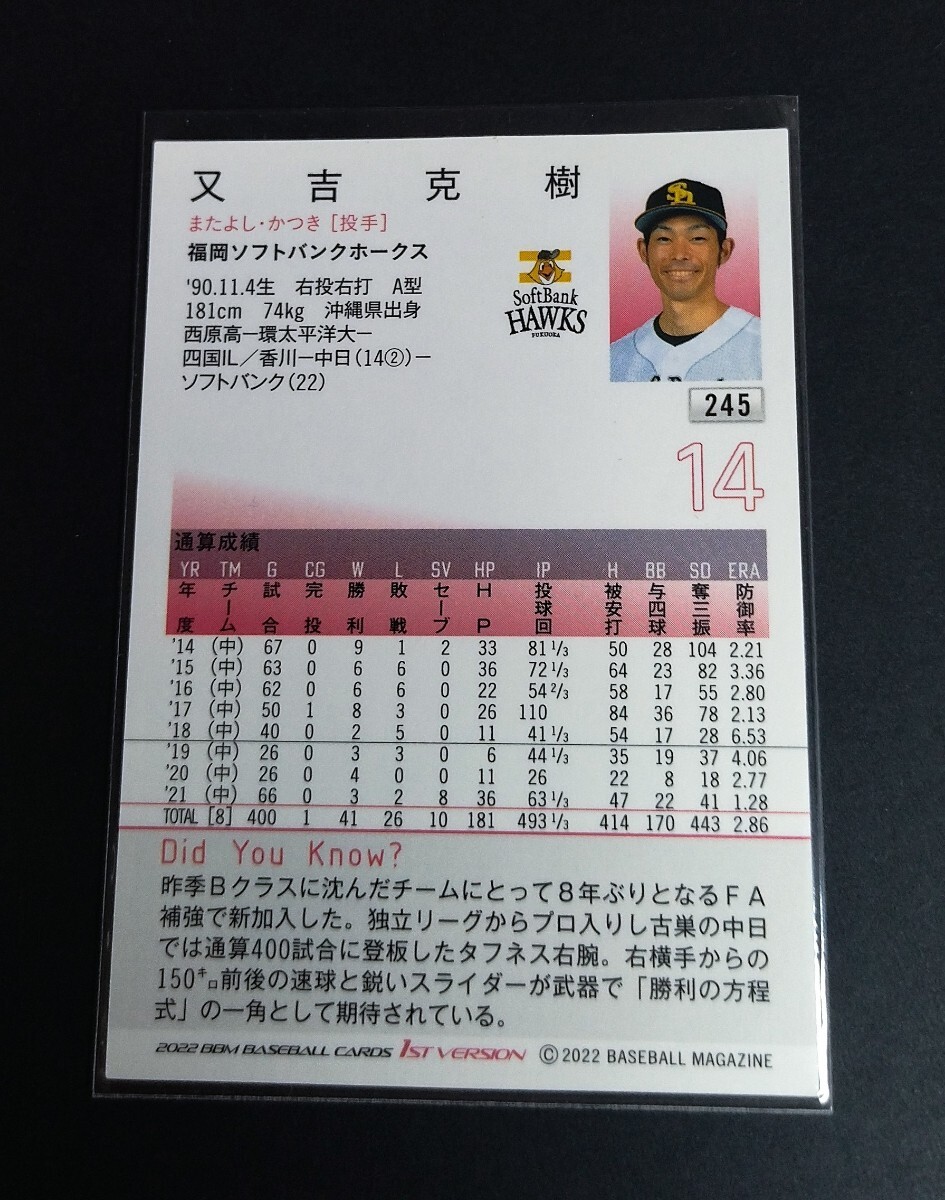 又吉克樹
またよし・かつき [投手]
福岡ソフトバンクホークス
'90.11.4生 右投右打 A型
181cm 74kg 沖縄県出身
西原高ー環太平洋大ー
四国IL／香川ー中日(14②)ー
ソフトバンク(22)
SoftBank
HAWKS
FUKUOKA
245
14
通算成績
YR TM G CG W L SV HP IP H BB SO ERA
年度 チーム 試合 完投 勝利 敗戦 セーブ HP 投球回 被安打 与四球 奪三振 防御率
'14 (中) 67 0 9 1 2 33 81 1/3 50 28 104 2.21
'15 (中) 63 0 6 6 0 36 72 1/3 64 23 82 3.36
'16 (中) 62 0 6 6 0 22 54 2/3 58 17 55 2.80
'17 (中) 50 1 8 3 0 26 110 84 36 78 2.13
'18 (中) 40 0 2 5 0 11 41 1/3 54 17 28 6.53
'19 (中) 26 0 3 3 0 6 44 1/3 35 19 37 4.06
'20 (中) 26 0 4 0 0 11 26 22 8 18 2.77
'21 (中) 66 0 3 2 8 36 63 1/3 47 22 41 1.28
TOTAL [8] 400 1 41 26 10 181 493 1/3 414 170 443 2.86
Did You Know?
昨季Ｂクラスに沈んだチームにとって８年ぶりとなるＦＡ
補強で新加入した。独立リーグからプロ入りし古巣の中日
では通算400試合に登板したタフネス右腕。右横手からの
150㌔前後の速球と鋭いスライダーが武器で「勝利の方程
式」の一角として期待されている。
2022 BBM BASEBALL CARDS 1ST VERSION ©2022 BASEBALL MAGAZINE